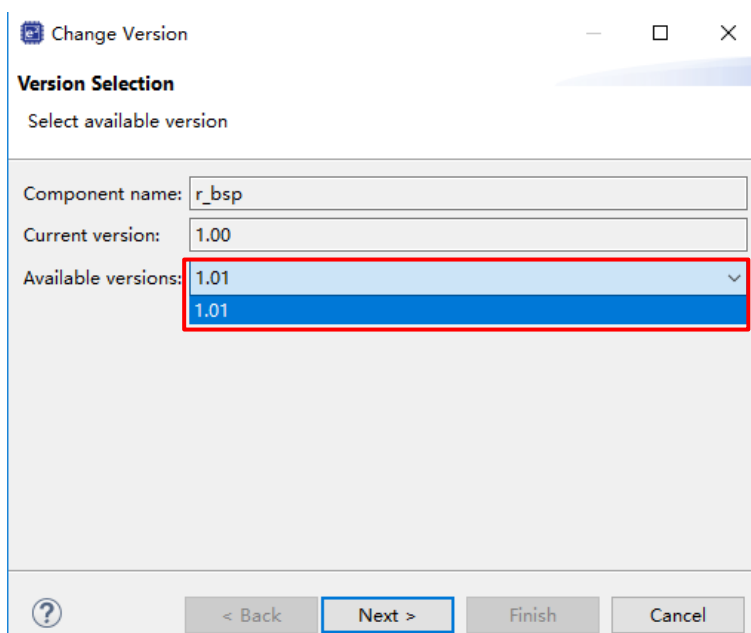 Change Version
Version Selection
Select available version
Component name: r_bsp
Current version: 1.00
Available versions: 1.01
1.01
< Back Next > Finish Cancel